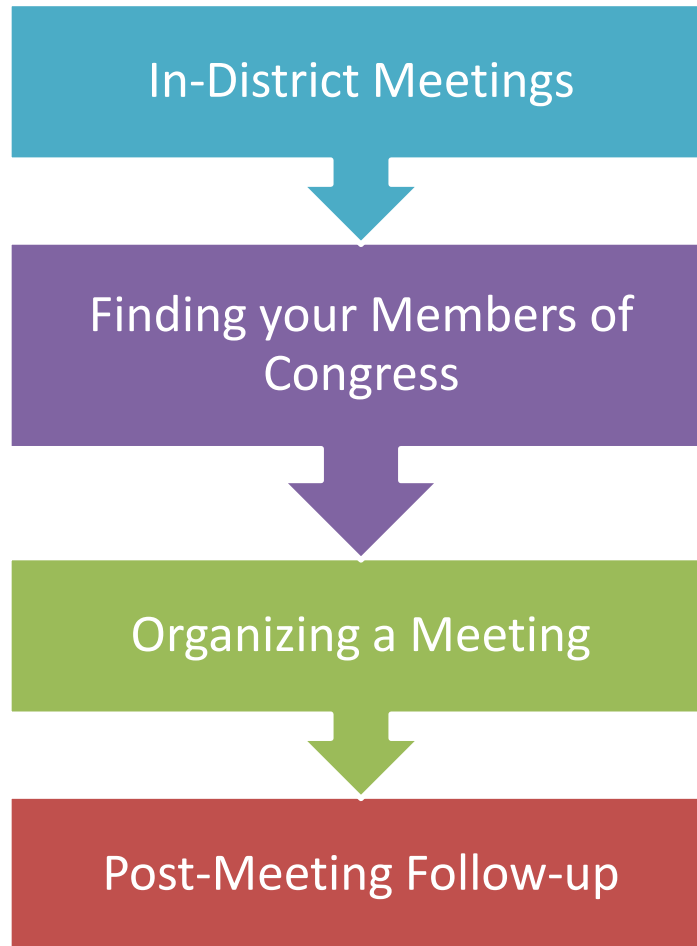 In-District Meetings
Finding your Members of
Congress
Organizing a Meeting
Post-Meeting Follow-up